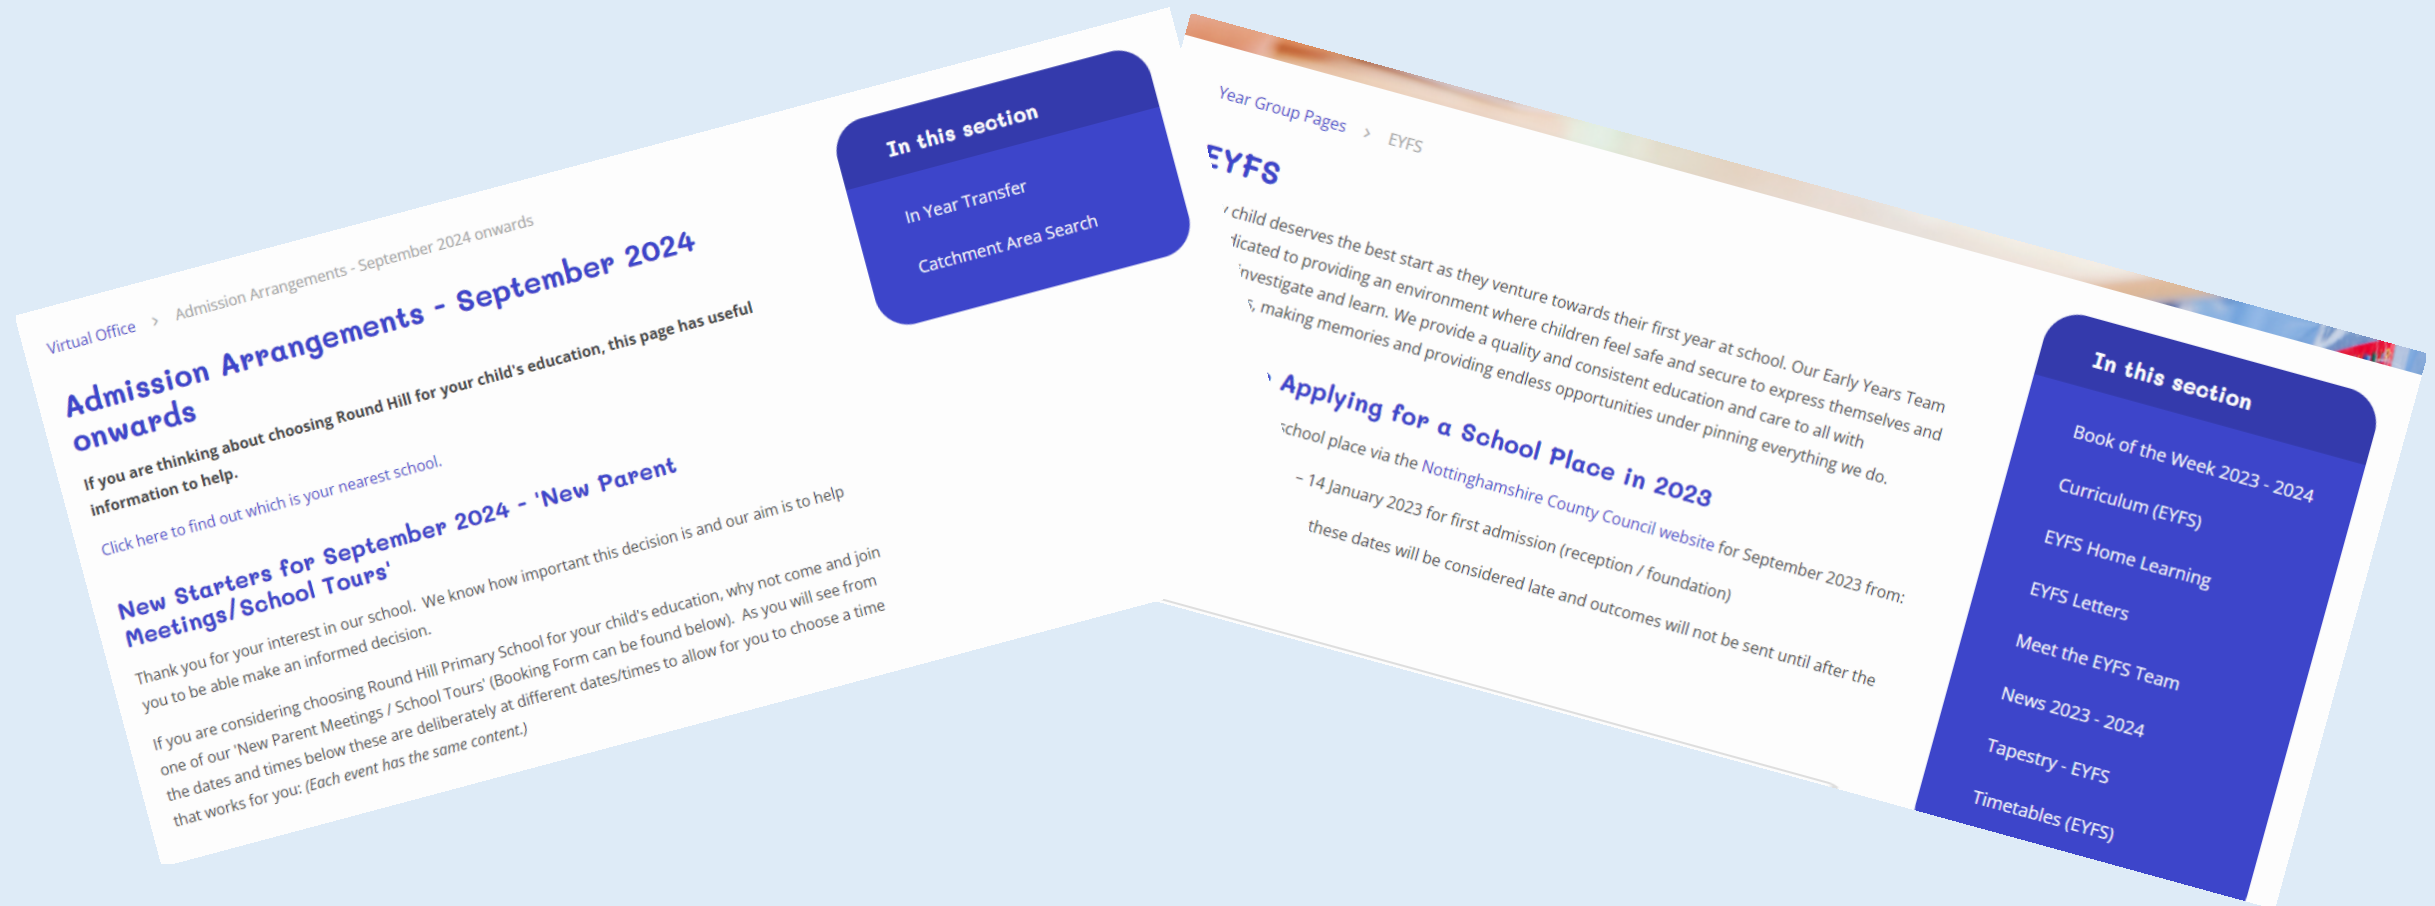 Virtual Office > Admission Arrangements - September 2024 onwards
Admission Arrangements - September 2024
onwards
If you are thinking about choosing Round Hill for your child's education, this page has useful
information to help.
Click here to find out which is your nearest school.
New Starters for September 2024 - 'New Parent
Meetings/School Tours'
Thank you for your interest in our school.  We know how important this decision is and our aim is to help
you to be able make an informed decision.
If you are considering choosing Round Hill Primary School for your child's education, why not come and join
one of our 'New Parent Meetings / School Tours' (Booking Form can be found below).  As you will see from
the dates and times below these are deliberately at different dates/times to allow for you to choose a time
that works for you: (Each event has the same content.)
In this section
In Year Transfer
Catchment Area Search
Year Group Pages > EYFS
EYFS
child deserves the best start as they venture towards their first year at school. Our Early Years Team
to providing an environment where children feel safe and secure to express themselves and
investigate and learn. We provide a quality and consistent education and care to all with
making memories and providing endless opportunities under pinning everything we do.
Applying for a School Place in 2023
school place via the Nottinghamshire County Council website for September 2023 from:
– 14 January 2023 for first admission (reception / foundation)
these dates will be considered late and outcomes will not be sent until after the
In this section
Book of the Week 2023 - 2024
Curriculum (EYFS)
EYFS Home Learning
EYFS Letters
Meet the EYFS Team
News 2023 - 2024
Tapestry - EYFS
Timetables (EYFS)